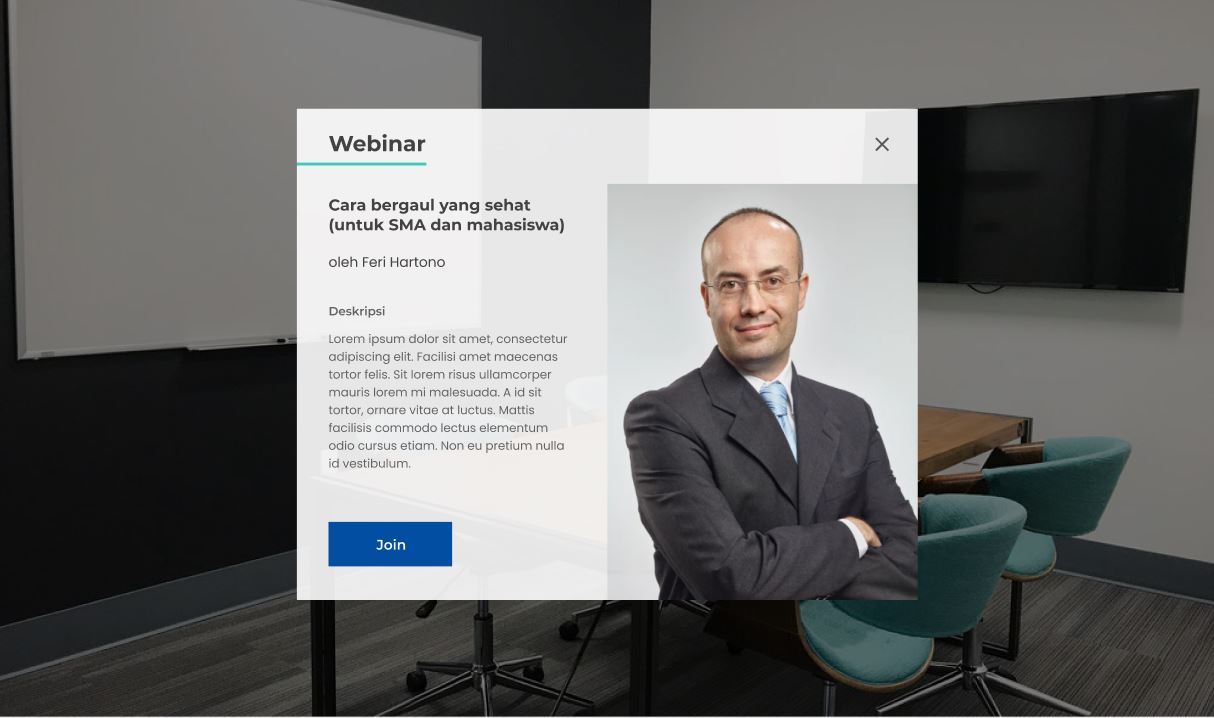 Webinar
Cara bergaul yang sehat
(untuk SMA dan mahasiswa)
oleh Feri Hartono
Deskripsi
Lorem ipsum dolor sit amet, consectetur
adipiscing elit. Facilisi amet maecenas
tortor felis. Sit lorem risus ullamcorper
mauris lorem mi malesuada. A id sit
tortor, ornare vitae at luctus. Mattis
facilisis commodo lectus elementum
odio cursus etiam. Non eu pretium nulla
id vestibulum.
Join